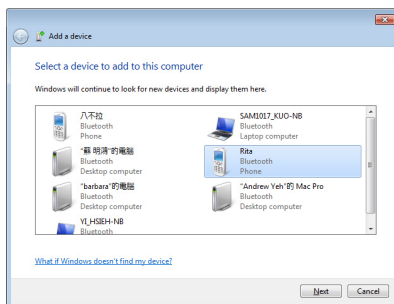 Add a device
Select a device to add to this computer
Windows will continue to look for new devices and display them here.
八不拉
Bluetooth
Phone
SAM1017_KUO-NB
Bluetooth
Laptop computer
"蘇 明鴻"的電腦
Bluetooth
Desktop computer
Rita
Bluetooth
Phone
"barbara"的電腦
Bluetooth
Desktop computer
"Andrew Yeh"的 Mac Pro
Bluetooth
Desktop computer
YI_HSIEH-NB
Bluetooth
What if Windows doesn't find my device?
Next
Cancel